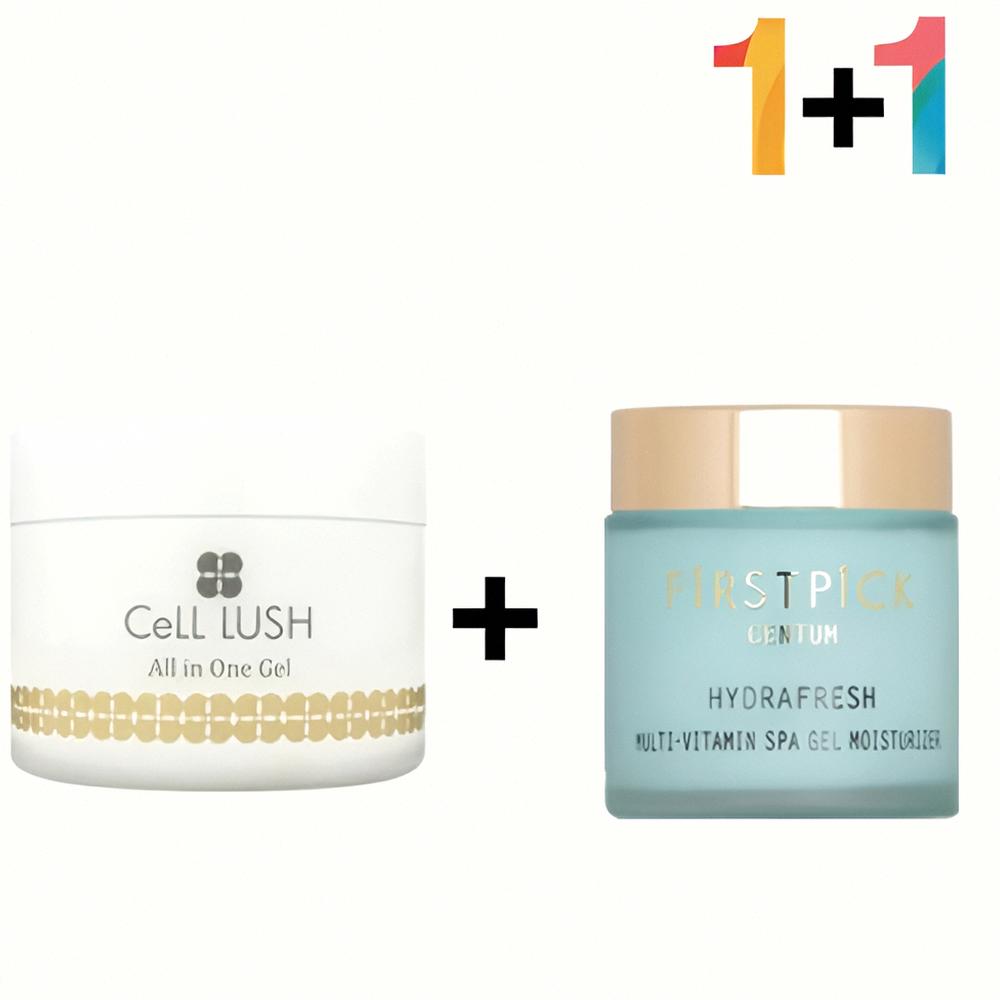 1+1
CeLL LUSH
All in One Gel
+
FIRSTPICK
CENTUM
HYDRAFRESH
MULTI-VITAMIN SPA GEL MOISTURIZER